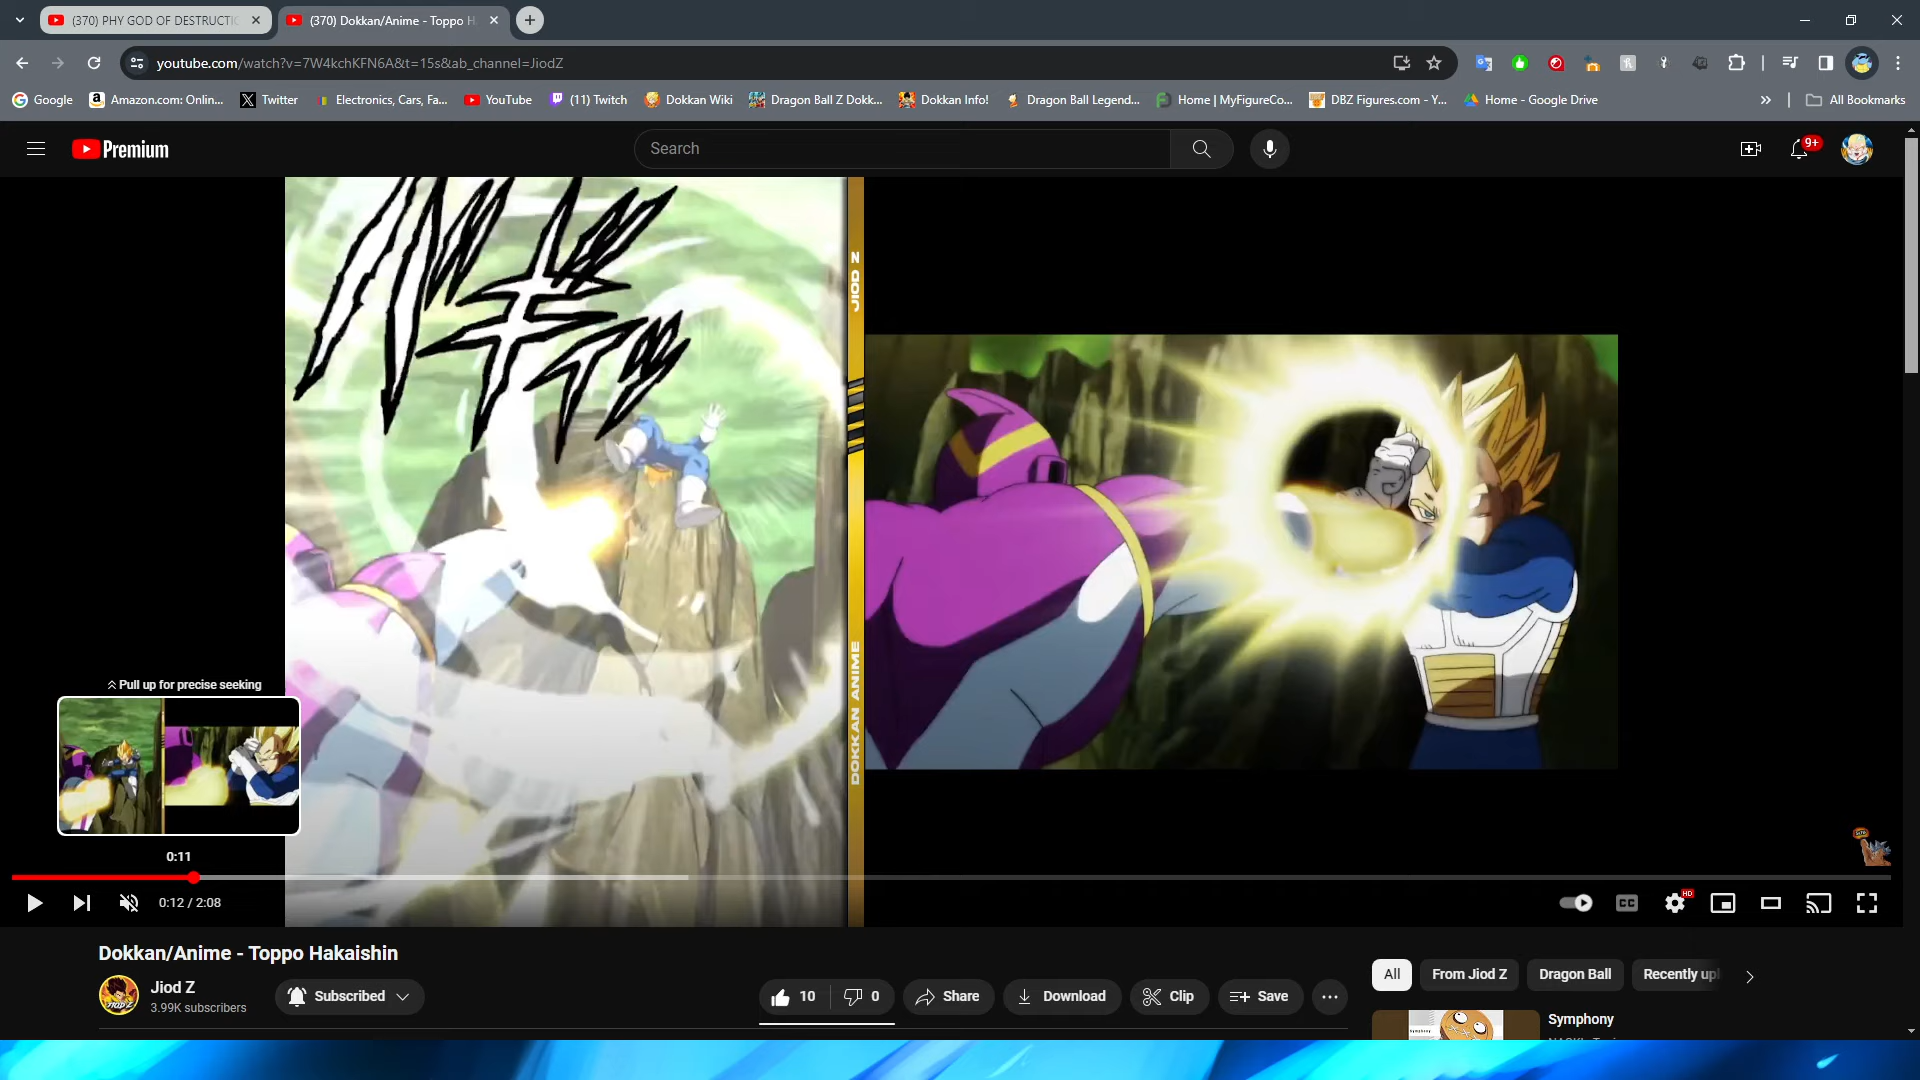 (370) PHY GOD OF DESTRUCTIC
(370) Dokkan/Anime - Toppo H
youtube.com/watch?v=7W4kchKFN6A&t=15s&ab_channel=JiodZ
Google
Amazon.com: Onlin...
Twitter
Electronics, Cars, Fa...
YouTube
(11) Twitch
Dokkan Wiki
Dragon Ball Z Dokk...
Dokkan Info!
Dragon Ball Legend...
Home | MyFigureCo...
DBZ Figures.com - Y...
Home - Google Drive
All Bookmarks
Premium
Search
9+
JIOD Z
DOKKAN ANIME
Pull up for precise seeking
0:11
0:12 / 2:08
CC
HD
Dokkan/Anime - Toppo Hakaishin
Jiod Z
3.99K subscribers
Subscribed
10
0
Share
Download
Clip
Save
All
From Jiod Z
Dragon Ball
Recently upl
Symphony